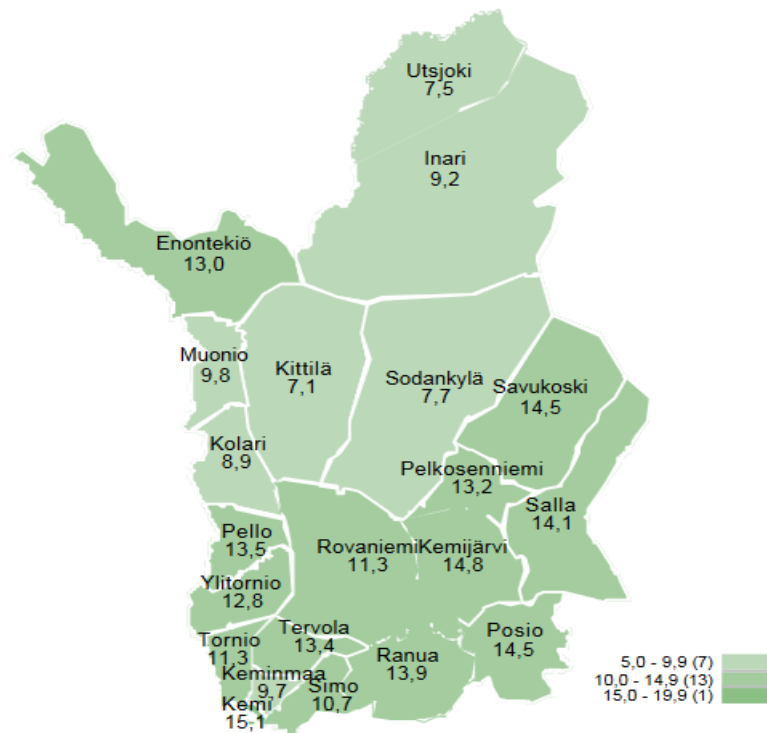 Utsjoki
7,5
Inari
9,2
Enontekiö
13,0
Muonio
9,8
Kittilä
7,1
Sodankylä
7,7
Savukoski
14,5
Kolari
8,9
Pelkosenniemi
13,2
Salla
14,1
Pello
13,5
Rovaniemi
11,3
Kemijärvi
14,8
Ylitornio
12,8
Tornio
11,3
Tervola
13,4
Ranua
13,9
Posio
14,5
Keminmaa
9,7
Simo
10,7
Kemi
15,1
5,0 - 9,9 (7)
10,0 - 14,9 (13)
15,0 - 19,9 (1)